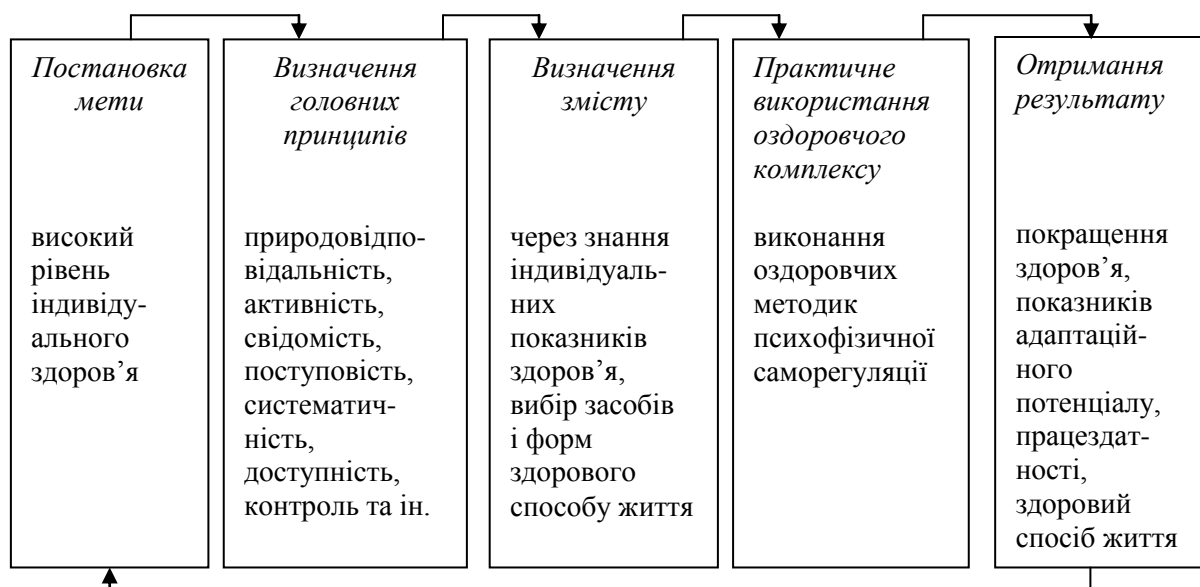 Постановка
мети
високий
рівень
індивіду-
ального
здоров’я
Визначення
головних
принципів
природовідпо-
відальність,
активність,
свідомість,
поступовість,
систематич-
ність,
доступність,
контроль та ін.
Визначення
змісту
через знання
індивідуаль-
них
показників
здоров’я,
вибір засобів
і форм
здорового
способу життя
Практичне
використання
оздоровчого
комплексу
виконання
оздоровчих
методик
психофізичної
саморегуляції
Отримання
результату
покращення
здоров’я,
показників
адаптацій-
ного
потенціалу,
працездат-
ності,
здоровий
спосіб життя